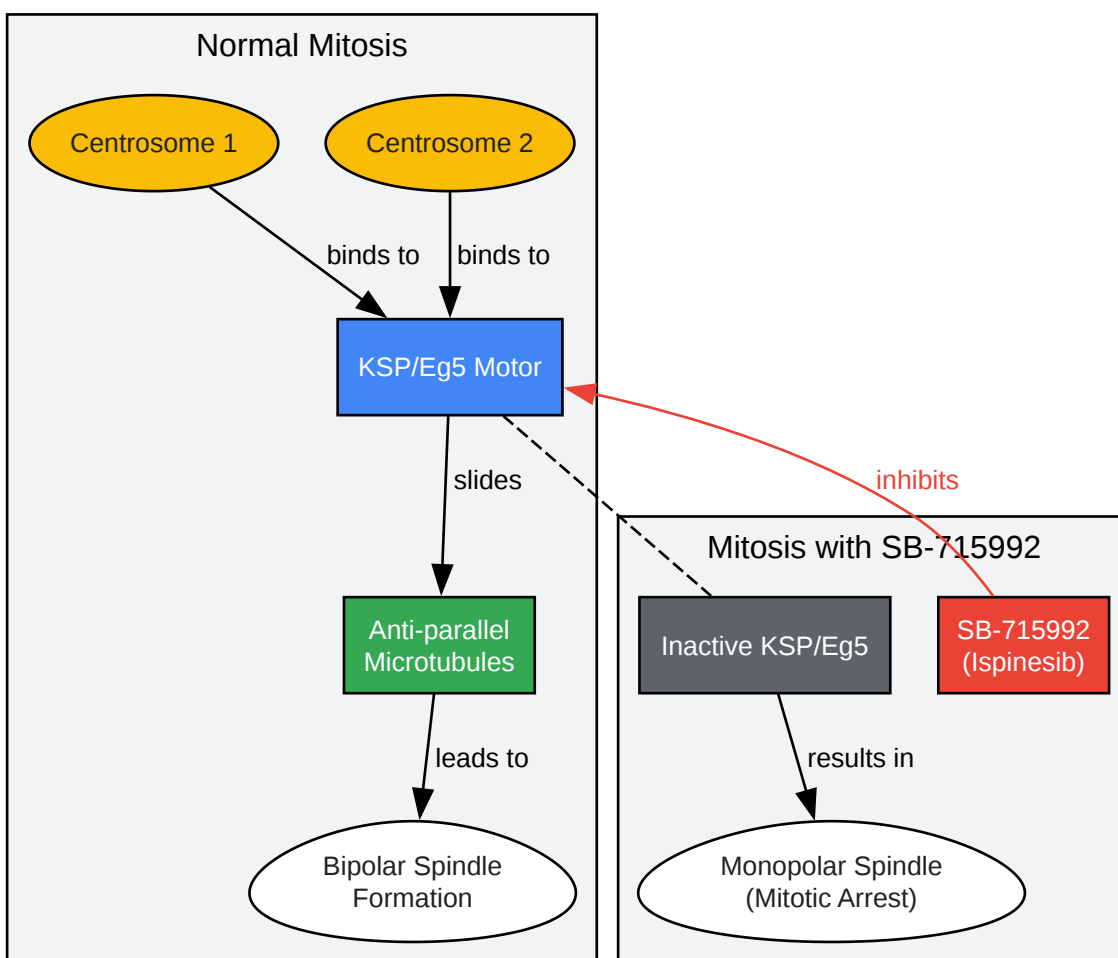 Normal Mitosis
Centrosome 1
Centrosome 2
binds to
binds to
KSP/Eg5 Motor
slides
inhibits
Mitosis with SB-715992
Anti-parallel
Microtubules
Inactive KSP/Eg5
SB-715992
(Ispinesib)
leads to
results in
Bipolar Spindle
Formation
Monopolar Spindle
(Mitotic Arrest)